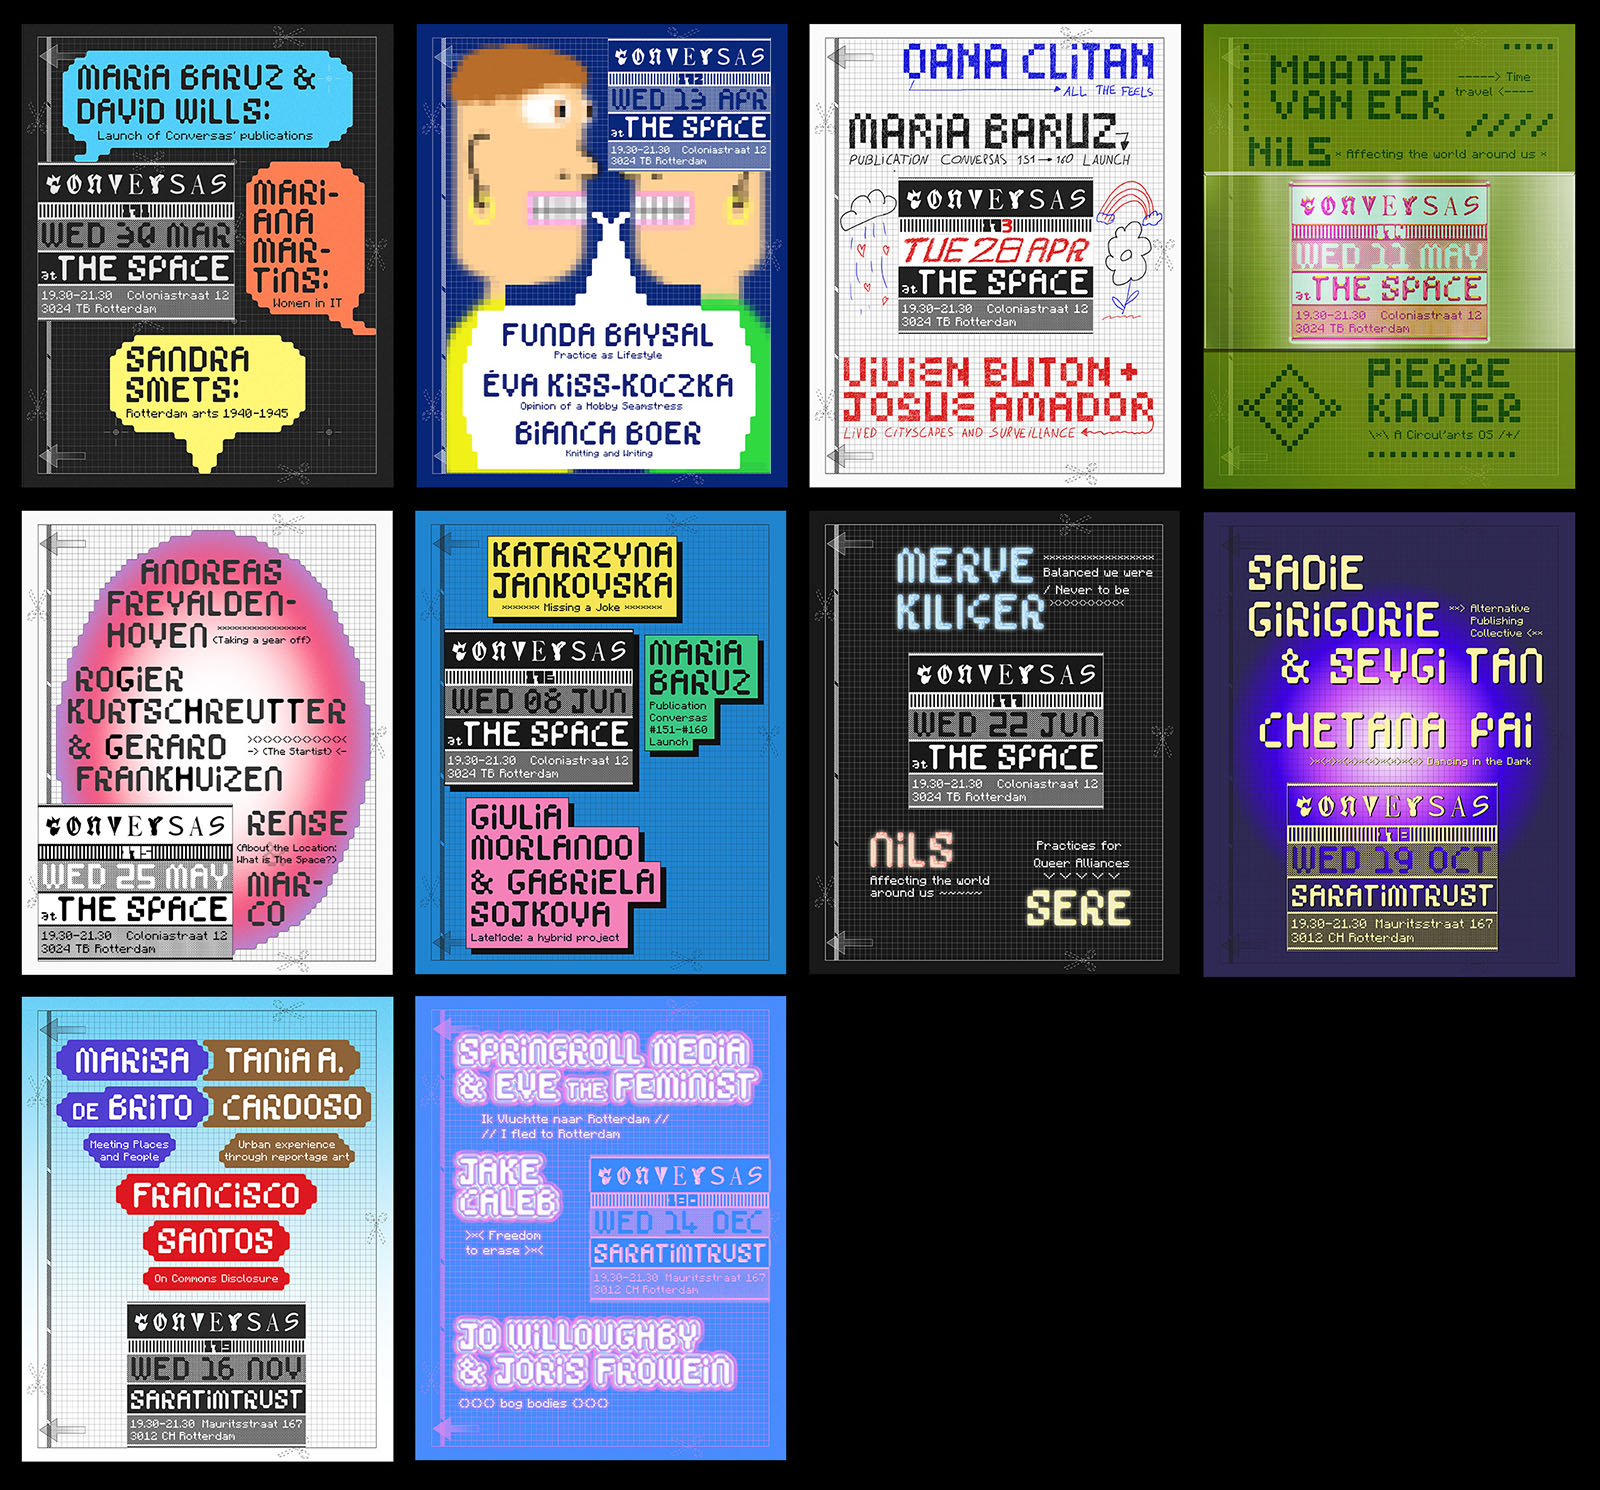 MARiA BARUZ &
DAViD WiLLS:
Launch of Conversas' publications
CONVERSAS
171
WED 30 MAR
at THE SPACE
19.30-21.30 Coloniastraat 12
3024 TB Rotterdam
MARi-
ANA
MAR-
TiNS:
Women in IT
SANDRA
SMETS:
Rotterdam arts 1940-1945
CONVERSAS
172
WED 13 APR
at THE SPACE
19.30-21.30 Coloniastraat 12
3024 TB Rotterdam
FUNDA BAYSAL
Practice as Lifestyle
ÉVA KiSS-KOCZKA
Opinion of a Hobby Seamstress
BiANCA BOER
Knitting and Writing
OANA CLiTAN
ALL THE FEELS
MARiA BARUZ
PUBLICATION CONVERSAS 151 → 160 LAUNCH
CONVERSAS
173
TUE 28 APR
at THE SPACE
19.30-21.30 Coloniastraat 12
3024 TB Rotterdam
ViViEN BUTON +
JOSUE AMADOR
LIVED CITYSCAPES AND SURVEILLANCE
MAATJE
VAN ECK
-----> Time
travel <----
////
NiLS × Affecting the world around us ×
CONVERSAS
174
WED 11 MAY
at THE SPACE
19.30-21.30 Coloniastraat 12
3024 TB Rotterdam
PiERRE
KAUTER
\×\ A Circul'arts OS /+/
ANDREAS
FREYALDEN-
HOVEN
(Taking a year off)
ROGiER
KURTSCHREUTTER
& GERARD
-> (The Startist) <-
FRANKHUiZEN
CONVERSAS
175
WED 25 MAY
at THE SPACE
19.30-21.30 Coloniastraat 12
3024 TB Rotterdam
RENSE
(About the Location:
What is The Space?)
MAR-
CO
KATARZYNA
JANKOVSKA
×××××××× Missing a Joke ××××××××
CONVERSAS
176
WED 08 JUN
at THE SPACE
19.30-21.30 Coloniastraat 12
3024 TB Rotterdam
MARiA
BARUZ
Publication
Conversas
#151-#160
Launch
GiULiA
MORLANDO
& GABRiELA
SOJKOVA
LateMode: a hybrid project
MERVE
KILIÇER
Balanced we were
/ Never to be
CONVERSAS
177
WED 22 JUN
at THE SPACE
19.30-21.30 Coloniastraat 12
3024 TB Rotterdam
NiLS
Affecting the world
around us ~~~~~~
Practices for
Queer Alliances
SERE
SADiE
GiRiGORiE
××> Alternative
Publishing
Collective <××
& SEVGi TAN
CHETANA PAi
Dancing in the Dark
CONVERSAS
178
WED 19 OCT
SARATiMTRUST
19.30-21.30 Mauritsstraat 167
3012 CH Rotterdam
MARiSA
DE BRiTO
Meeting Places
and People
TANiA A.
CARDOSO
Urban experience
through reportage art
FRANCiSCO
SANTOS
On Commons Disclosure
CONVERSAS
179
WED 16 NOV
SARATiMTRUST
19.30-21.30 Mauritsstraat 167
3012 CH Rotterdam
SPRiNGROLL MEDiA
& EVE THE FEMiNiST
Ik Vluchtte naar Rotterdam //
// I fled to Rotterdam
JAKE
CALEB
>×< Freedom
to erase >×<
CONVERSAS
180
WED 14 DEC
SARATiMTRUST
19.30-21.30 Mauritsstraat 167
3012 CH Rotterdam
JO WiLLOUGHBY
& JORiS FROWEiN
○○○ bog bodies ○○○